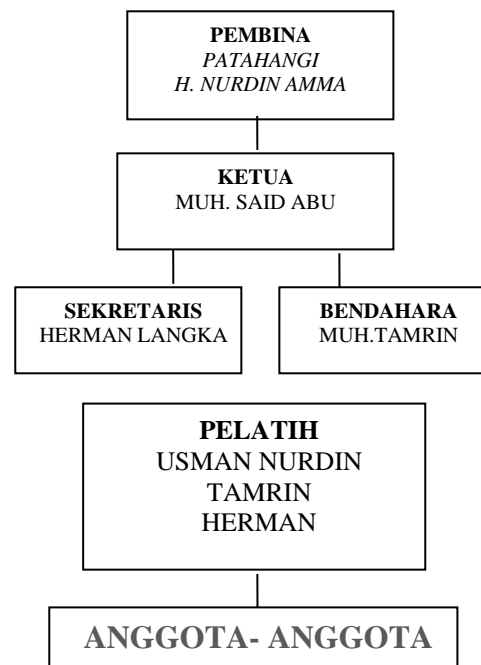 PEMBINA
PATAHANGI
H. NURDIN AMMA
KETUA
MUH. SAID ABU
SEKRETARIS
HERMAN LANGKA
BENDAHARA
MUH.TAMRIN
PELATIH
USMAN NURDIN
TAMRIN
HERMAN
ANGGOTA- ANGGOTA